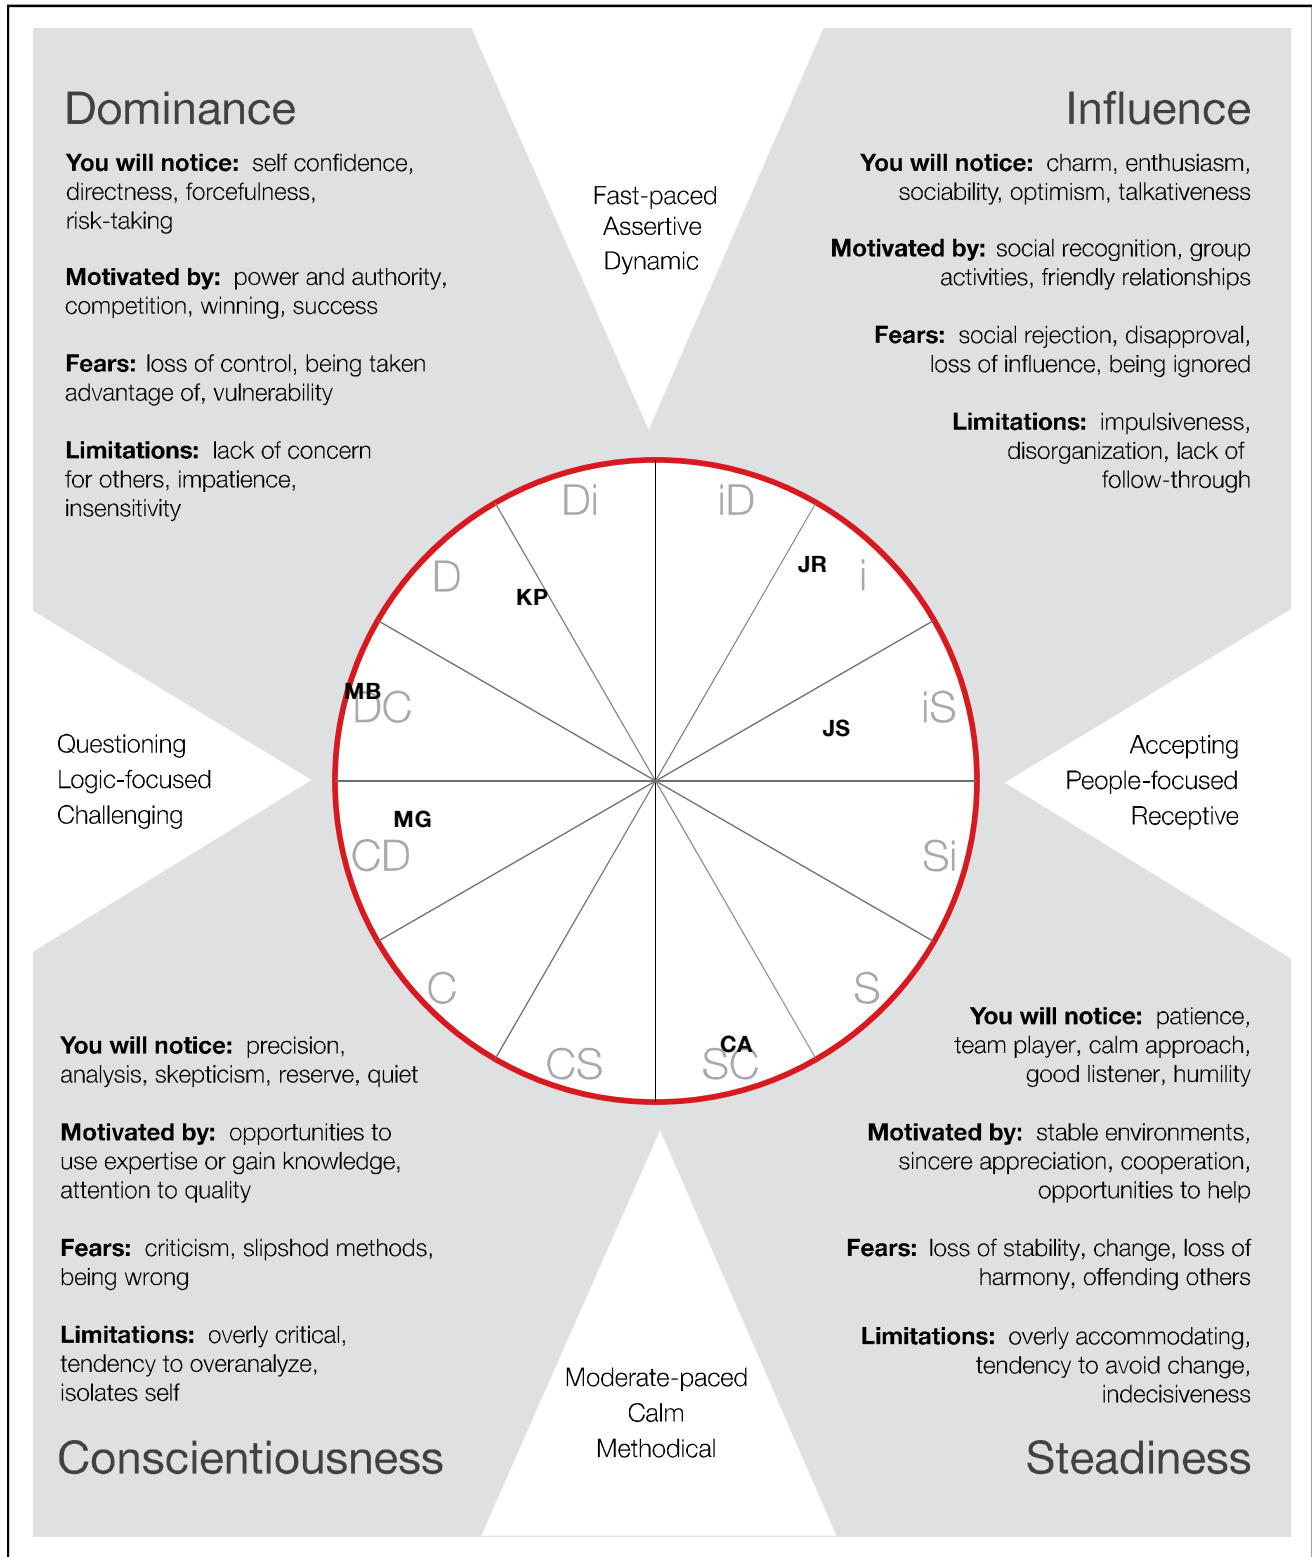 Dominance
You will notice: self confidence,
directness, forcefulness,
risk-taking
Motivated by: power and authority,
competition, winning, success
Fears: loss of control, being taken
advantage of, vulnerability
Limitations: lack of concern
for others, impatience,
insensitivity
Fast-paced
Assertive
Dynamic
Influence
You will notice: charm, enthusiasm,
sociability, optimism, talkativeness
Motivated by: social recognition, group
activities, friendly relationships
Fears: social rejection, disapproval,
loss of influence, being ignored
Limitations: impulsiveness,
disorganization, lack of
follow-through
Di
iD
D
KP
JR
i
MB
DC
JS
iS
Questioning
Logic-focused
Challenging
Accepting
People-focused
Receptive
MG
CD
Si
C
S
CS
CA
SC
You will notice: precision,
analysis, skepticism, reserve, quiet
Motivated by: opportunities to
use expertise or gain knowledge,
attention to quality
Fears: criticism, slipshod methods,
being wrong
Limitations: overly critical,
tendency to overanalyze,
isolates self
Conscientiousness
Moderate-paced
Calm
Methodical
You will notice: patience,
team player, calm approach,
good listener, humility
Motivated by: stable environments,
sincere appreciation, cooperation,
opportunities to help
Fears: loss of stability, change, loss of
harmony, offending others
Limitations: overly accommodating,
tendency to avoid change,
indecisiveness
Steadiness